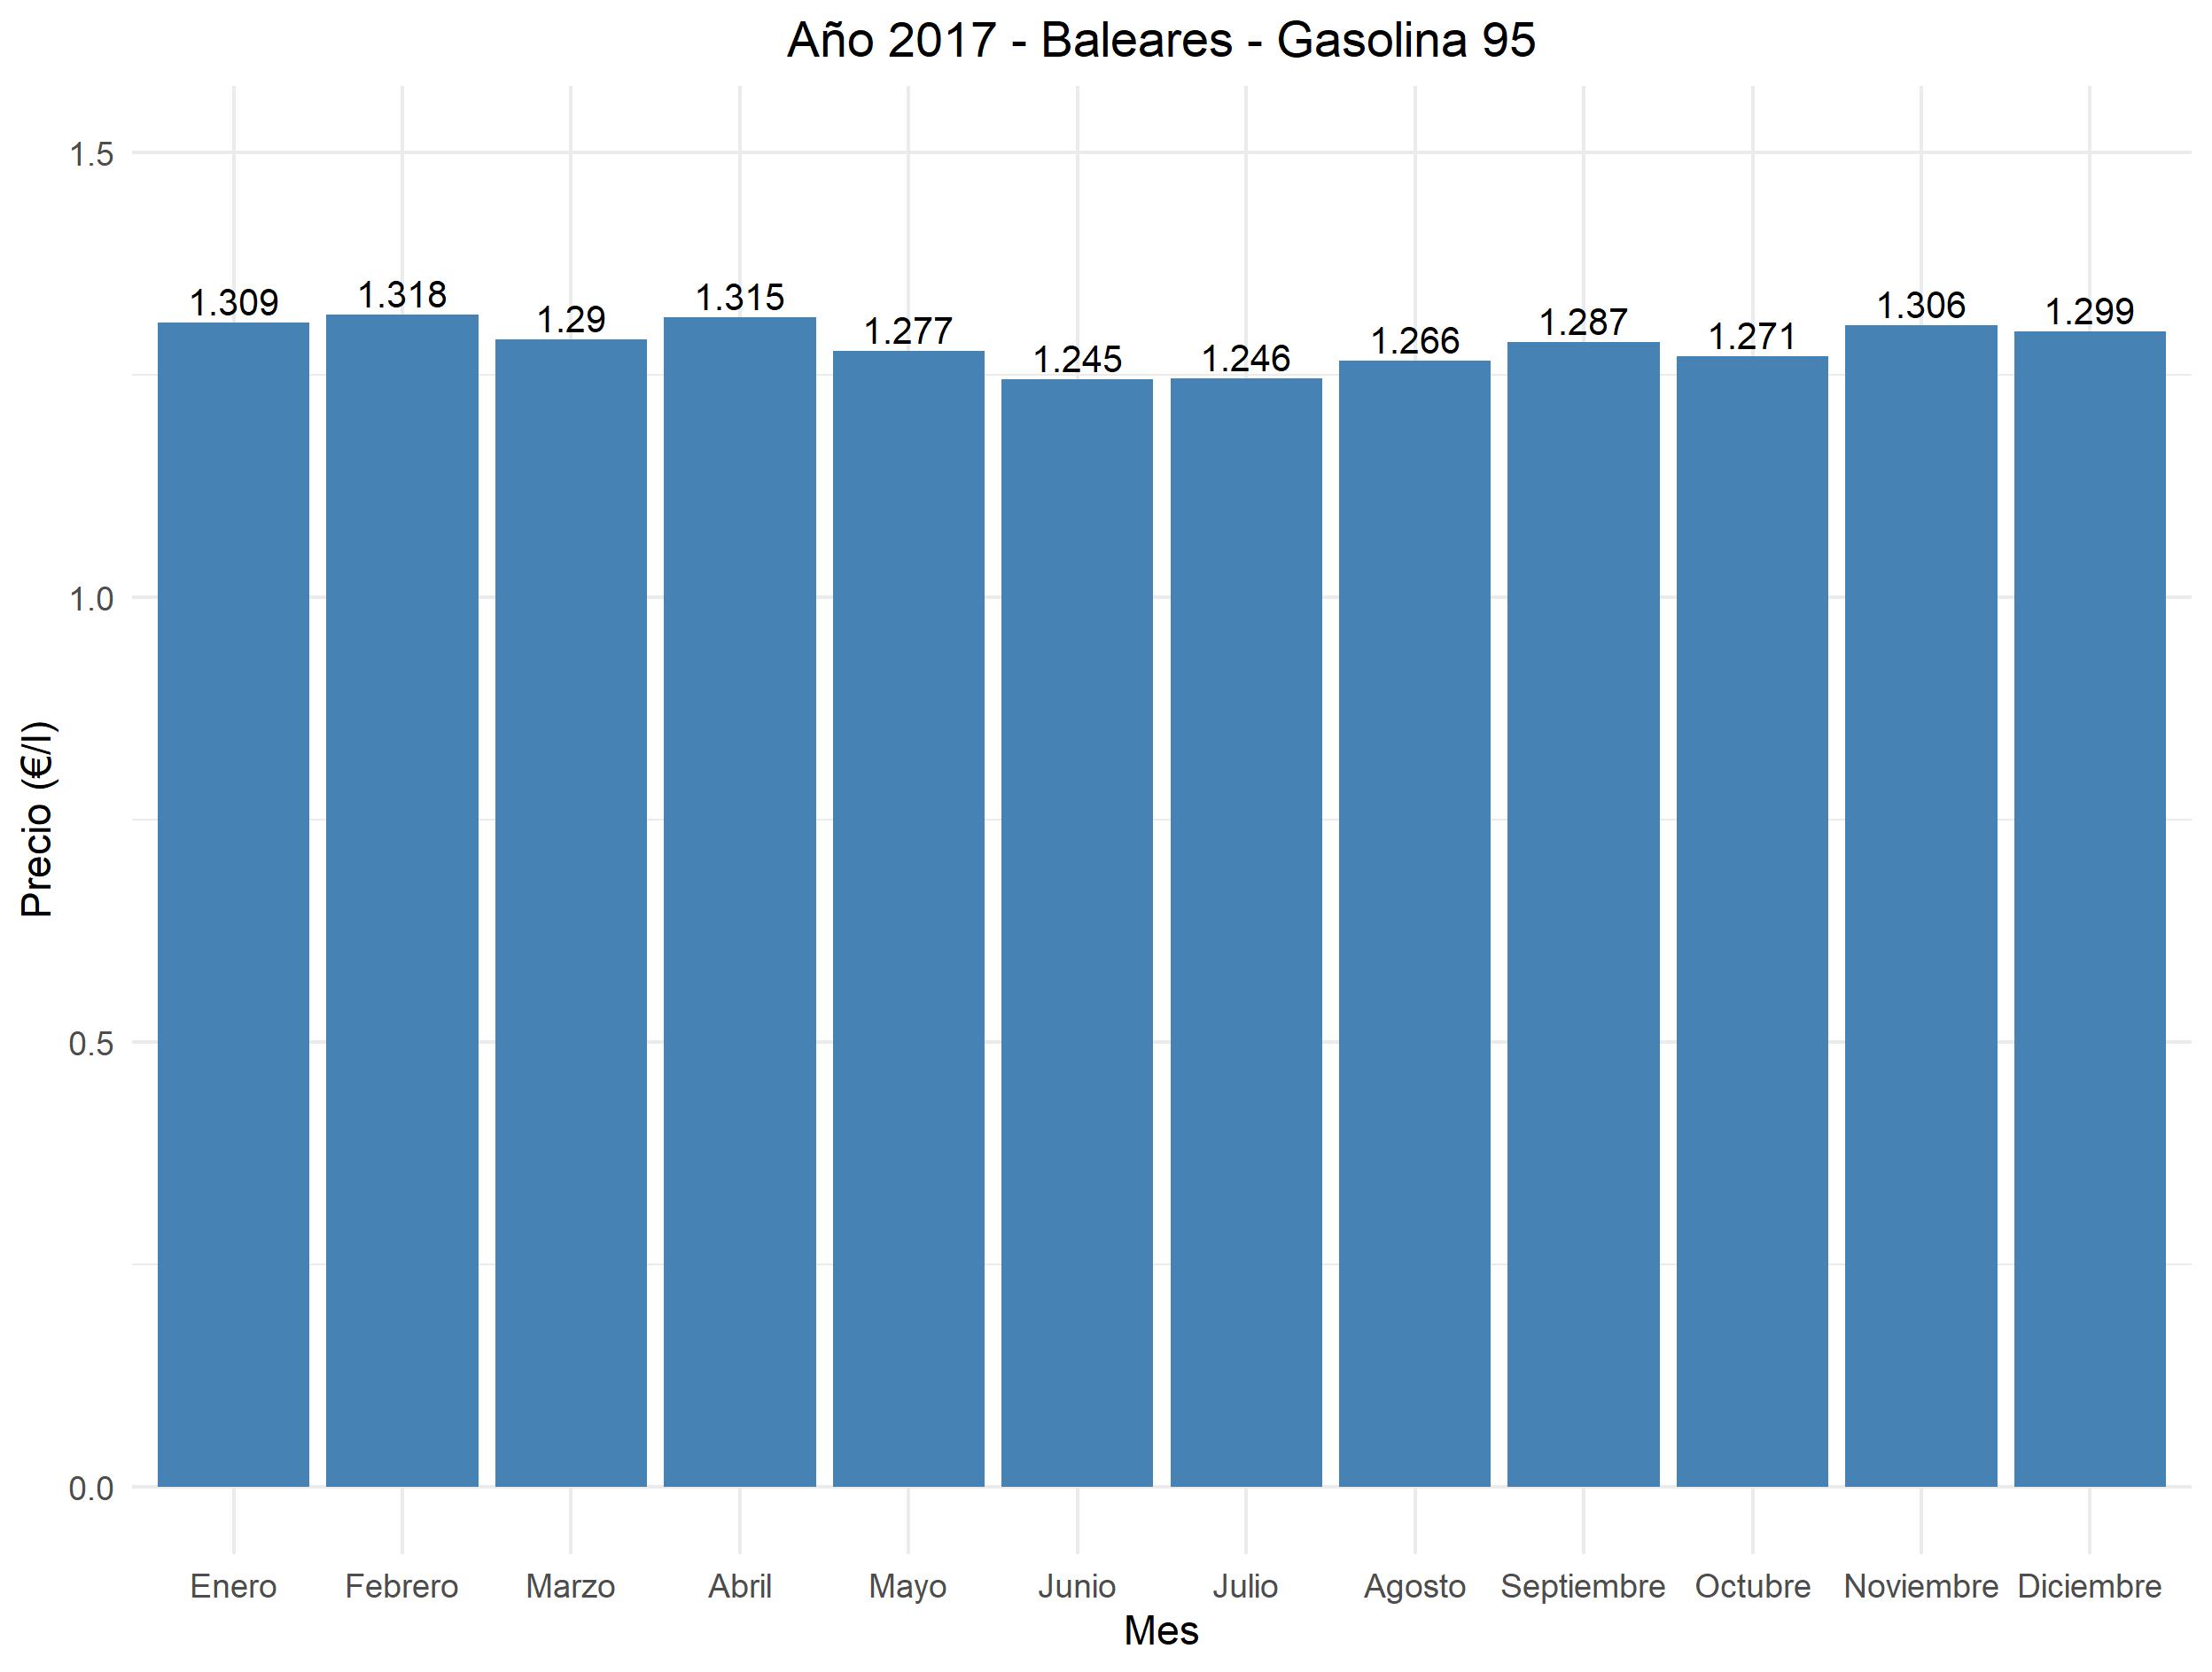 Año 2017 - Baleares - Gasolina 95
1.5
1.0
0.5
0.0
Precio (€/l)
1.309
1.318
1.29
1.315
1.277
1.245
1.246
1.266
1.287
1.271
1.306
1.299
Enero
Febrero
Marzo
Abril
Mayo
Junio
Julio
Agosto
Septiembre
Octubre
Noviembre
Diciembre
Mes